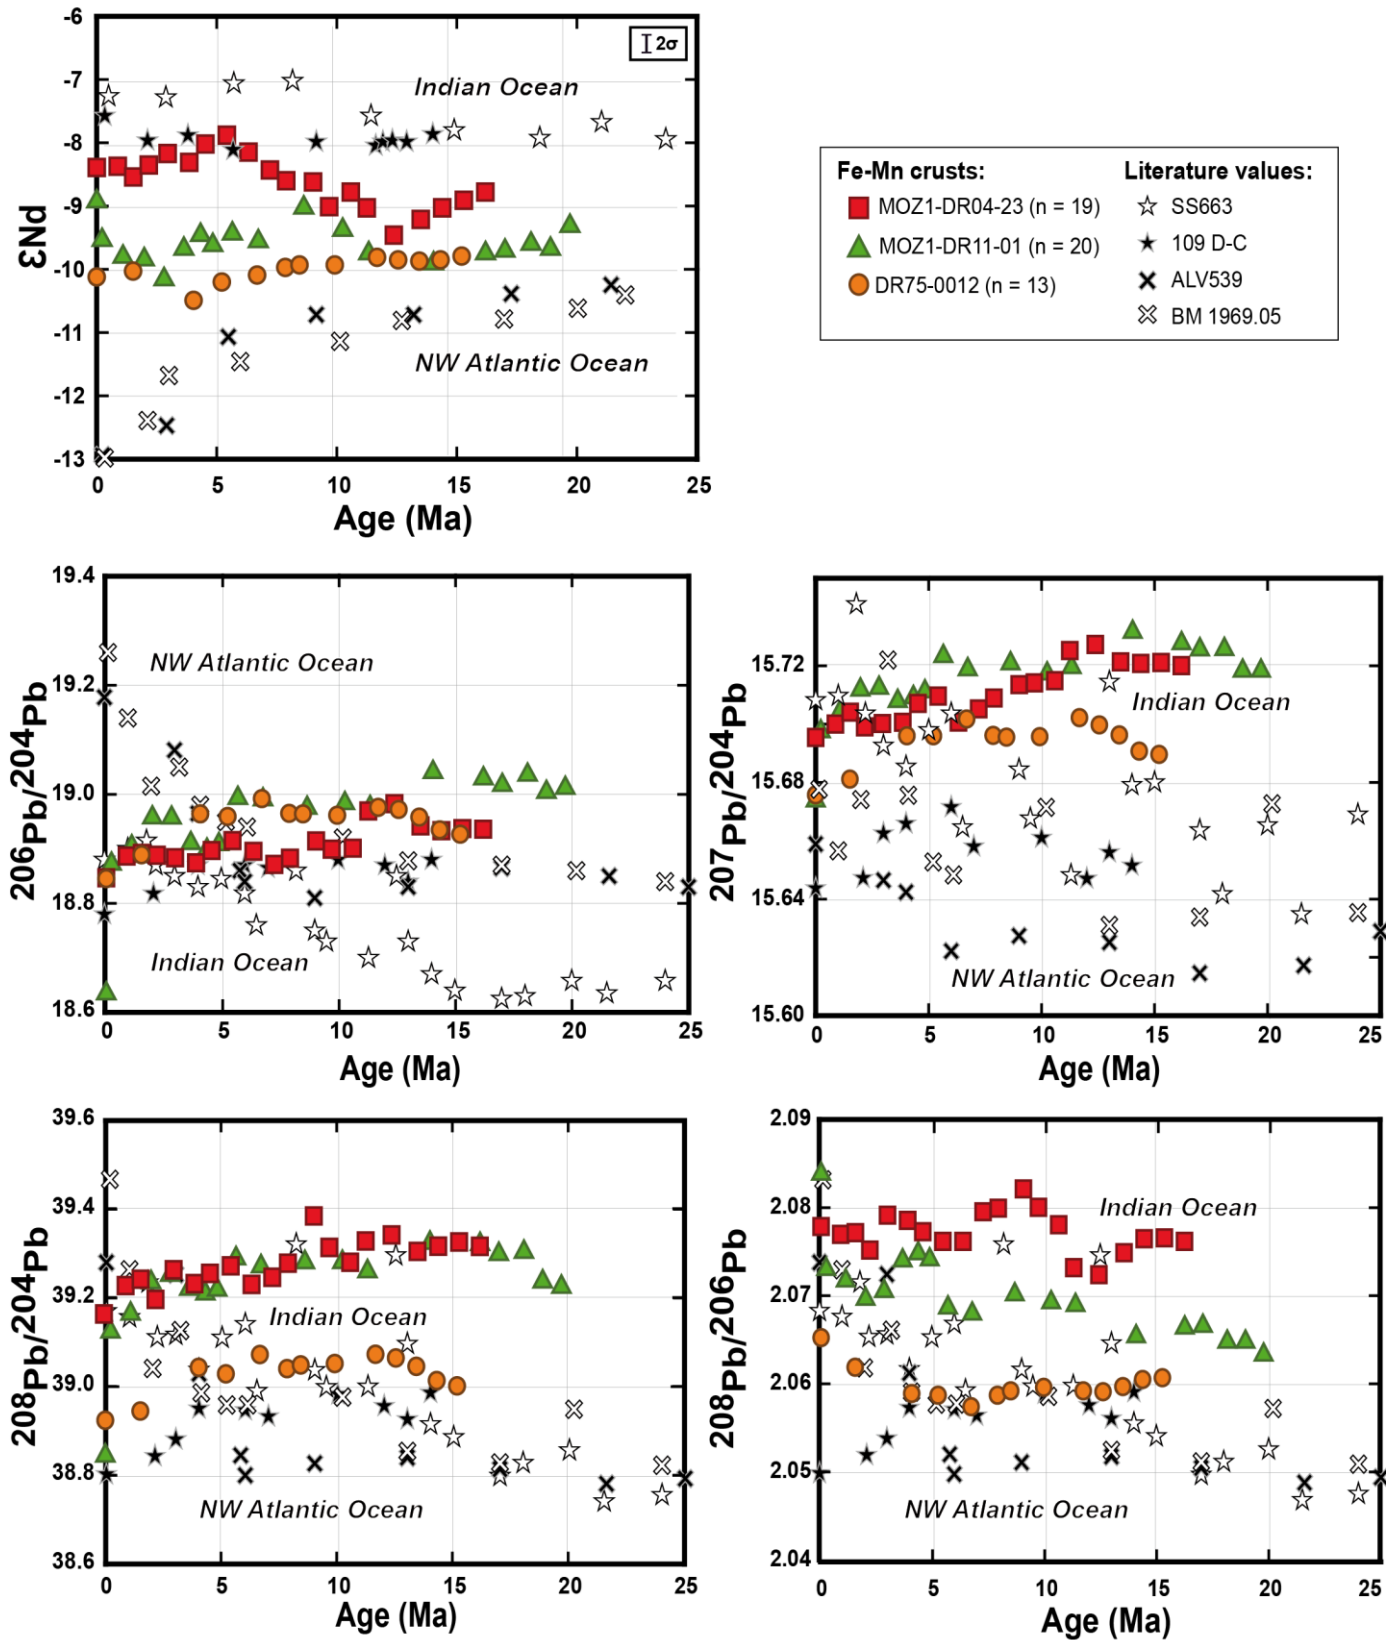 -6
-7
-8
-9
-10
-11
-12
-13
εNd
2σ
Indian Ocean
NW Atlantic Ocean
0 5 10 15 20 25
Age (Ma)
Fe-Mn crusts: Literature values:
MOZ1-DR04-23 (n = 19) SS663
MOZ1-DR11-01 (n = 20) 109 D-C
DR75-0012 (n = 13) ALV539
BM 1969.05
19.4
19.2
19.0
18.8
18.6
206Pb/204Pb
NW Atlantic Ocean
Indian Ocean
0 5 10 15 20 25
Age (Ma)
15.72
15.68
15.64
15.60
207Pb/204Pb
Indian Ocean
NW Atlantic Ocean
0 5 10 15 20 25
Age (Ma)
39.6
39.4
39.2
39.0
38.8
38.6
208Pb/204Pb
Indian Ocean
NW Atlantic Ocean
0 5 10 15 20 25
Age (Ma)
2.09
2.08
2.07
2.06
2.05
2.04
208Pb/206Pb
Indian Ocean
NW Atlantic Ocean
0 5 10 15 20 25
Age (Ma)